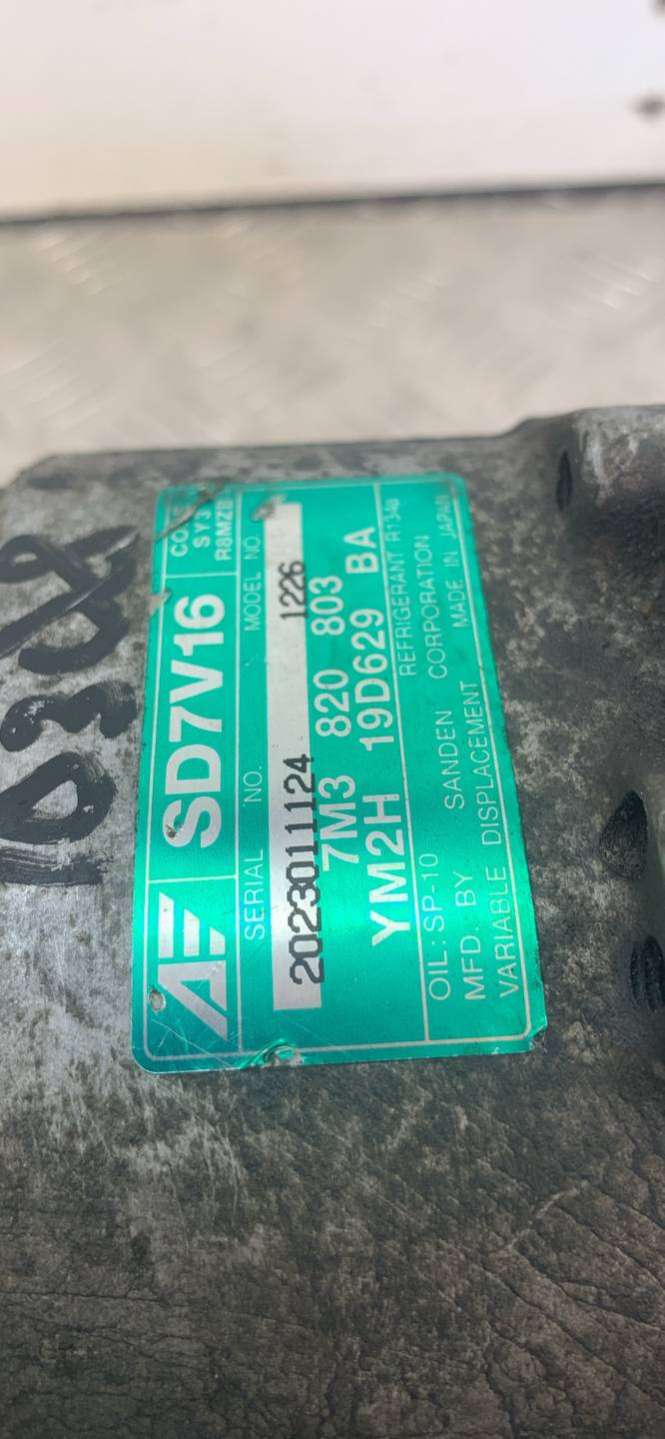 SD7V16
SERIAL NO. MODEL NO.
2023011124 1226
7M3 820 803
YM2H 19D629 BA
OIL: SP-10 REFRIGERANT R134a
MFD. BY SANDEN CORPORATION
VARIABLE DISPLACEMENT MADE IN JAPAN